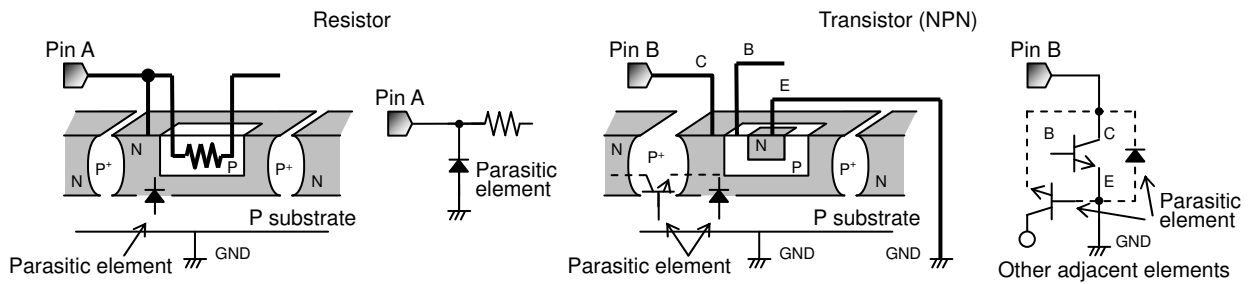 Resistor
Transistor (NPN)
Pin A
Pin B
C
B
E
Pin B
Pin A
N
P
N
P+
P+
N
Parasitic
element
P substrate
GND
Parasitic element
N
P+
N
P
P+
N
P substrate
GND
GND
Parasitic element
B
C
E
Parasitic
element
GND
Other adjacent elements